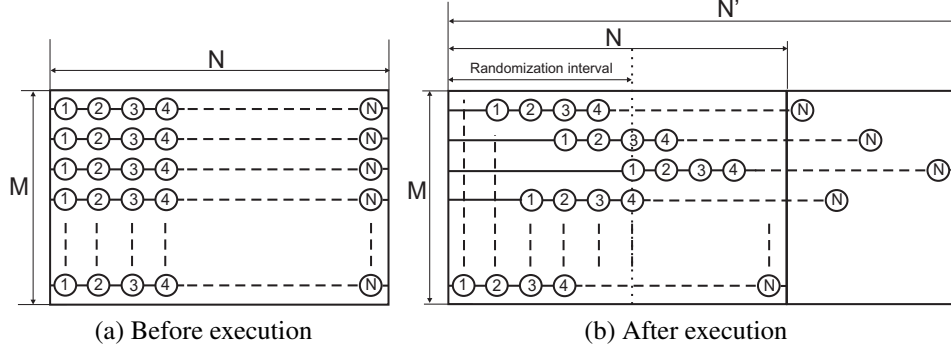 N'
N
N
Randomization interval
M
1 2 3 4 N
1 2 3 4 N
1 2 3 4 N
1 2 3 4 N
1 2 3 4 N
M
1 2 3 4 N
1 2 3 4 N
1 2 3 4 N
1 2 3 4 N
1 2 3 4 N
(a) Before execution
(b) After execution